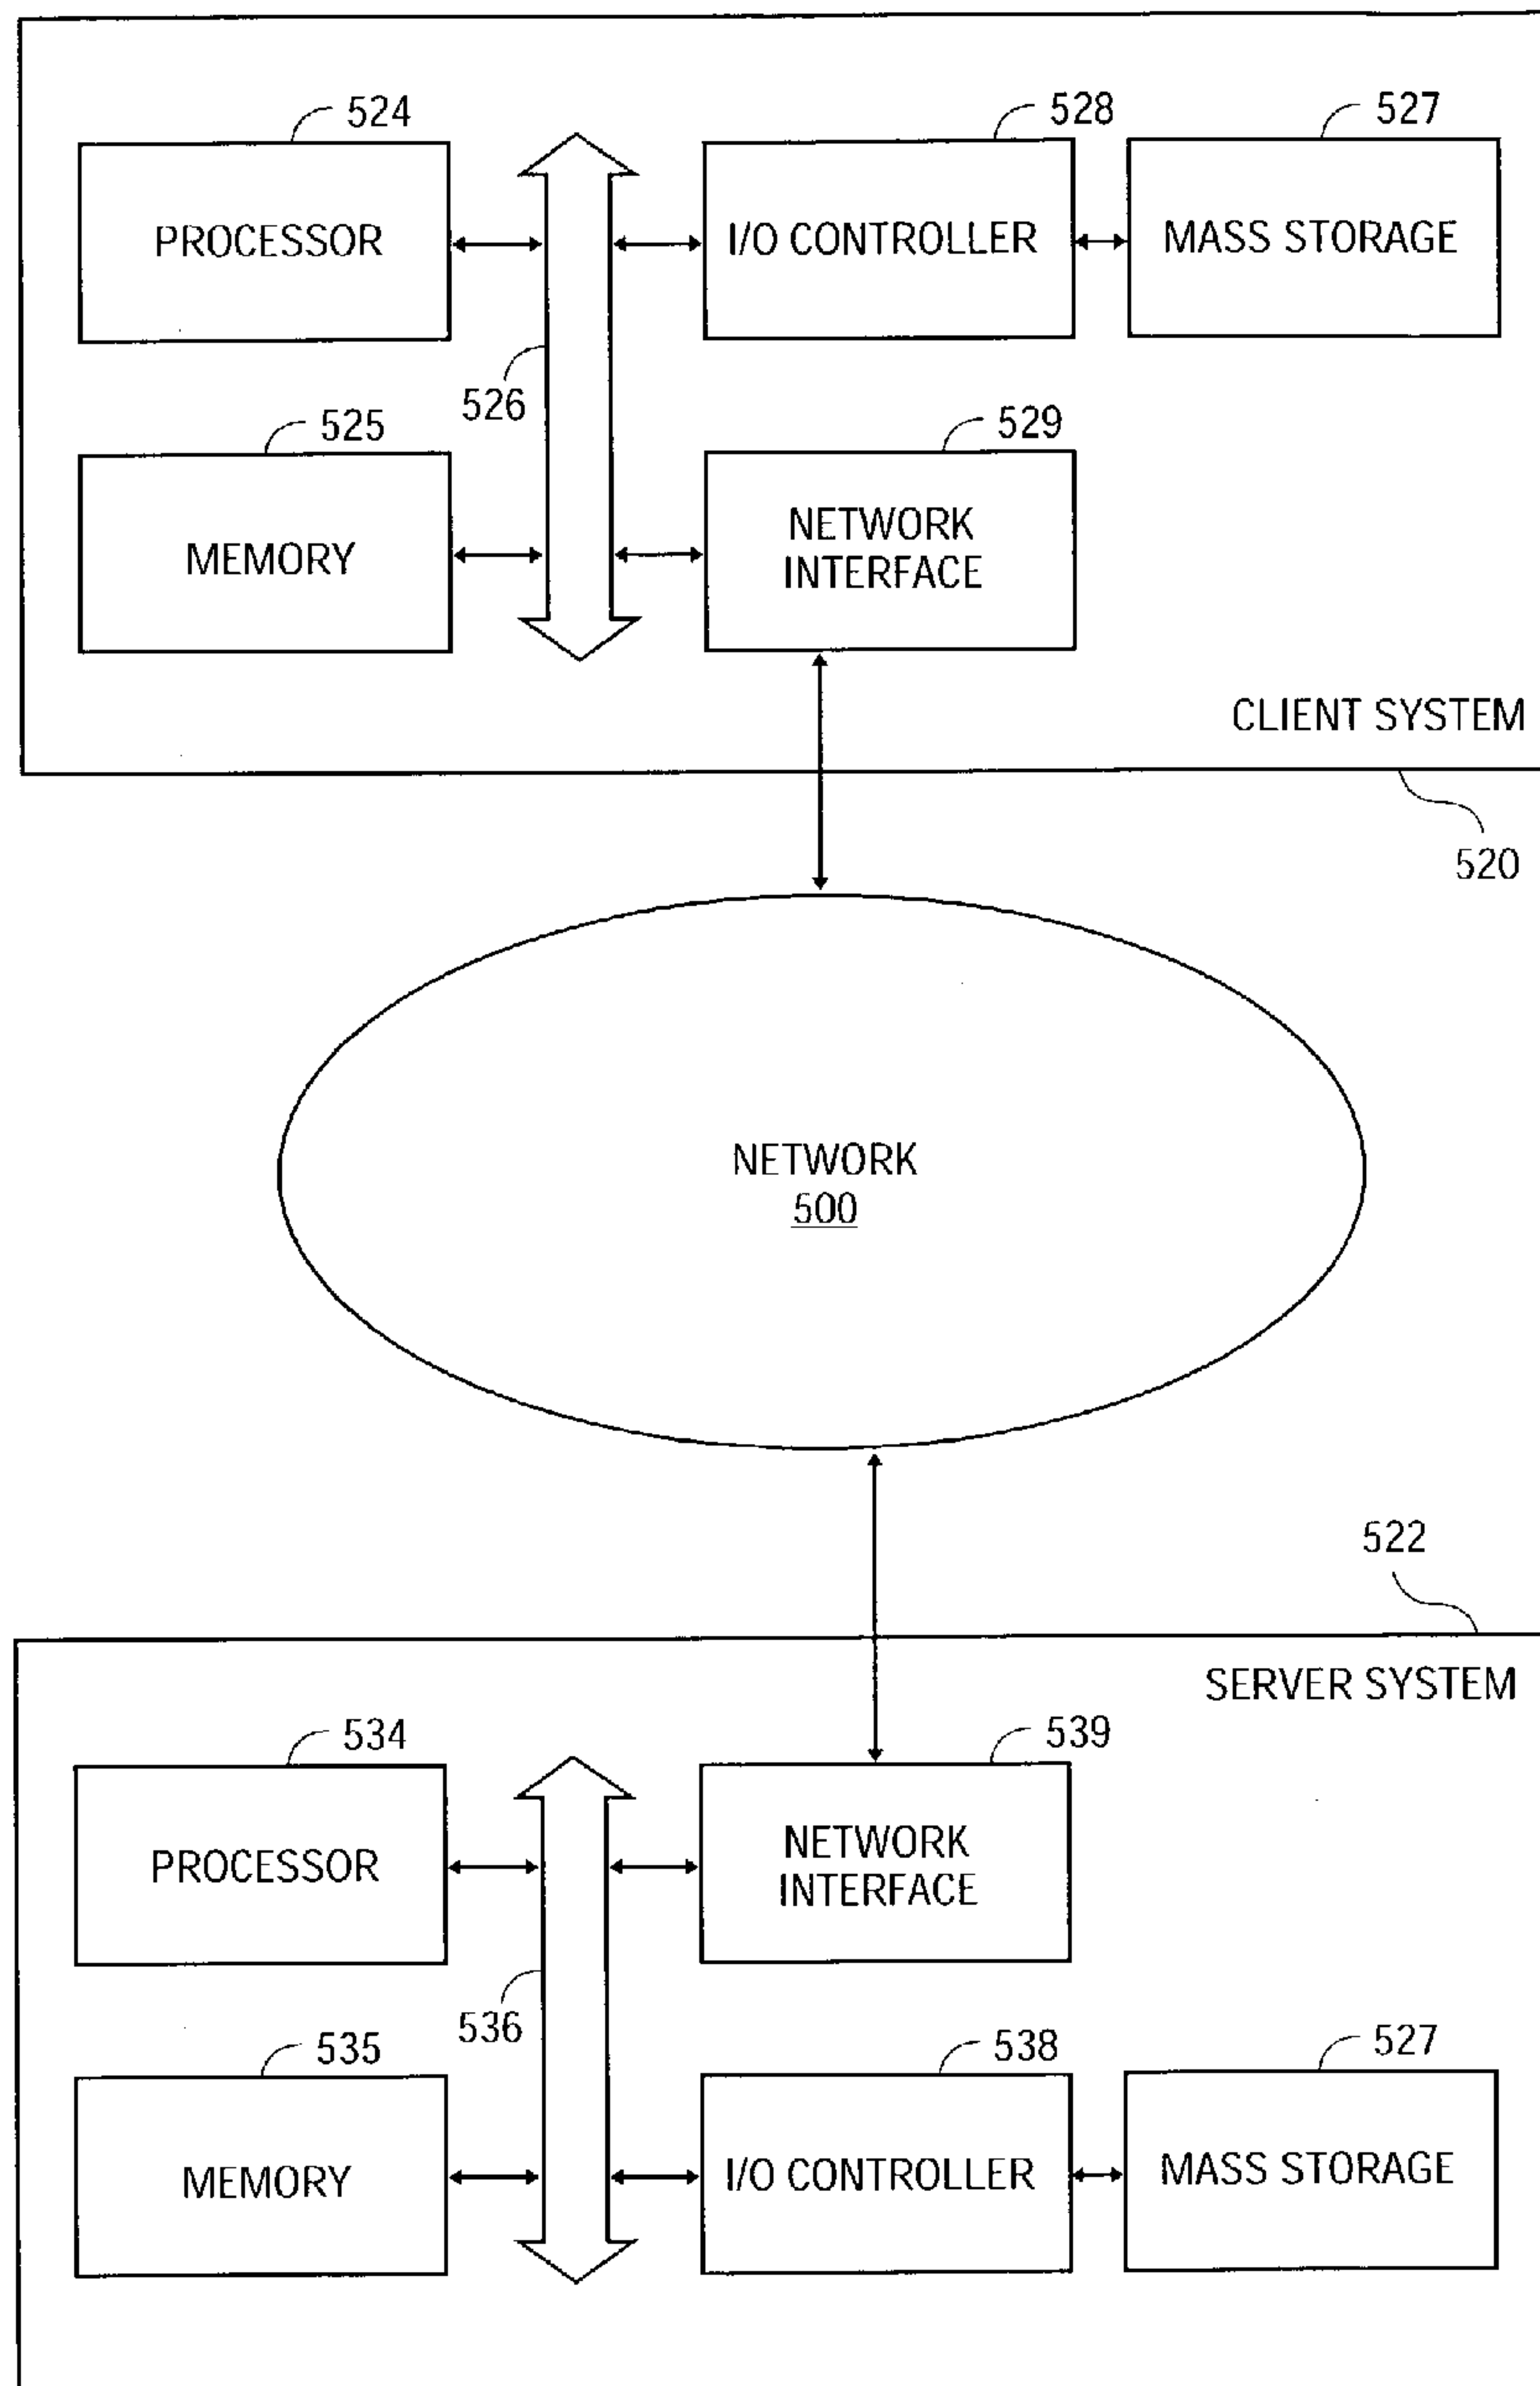 524
528
527
PROCESSOR
I/O CONTROLLER
MASS STORAGE
526
525
529
MEMORY
NETWORK
INTERFACE
CLIENT SYSTEM
520
NETWORK
500
522
SERVER SYSTEM
534
539
PROCESSOR
NETWORK
INTERFACE
536
535
538
527
MEMORY
I/O CONTROLLER
MASS STORAGE